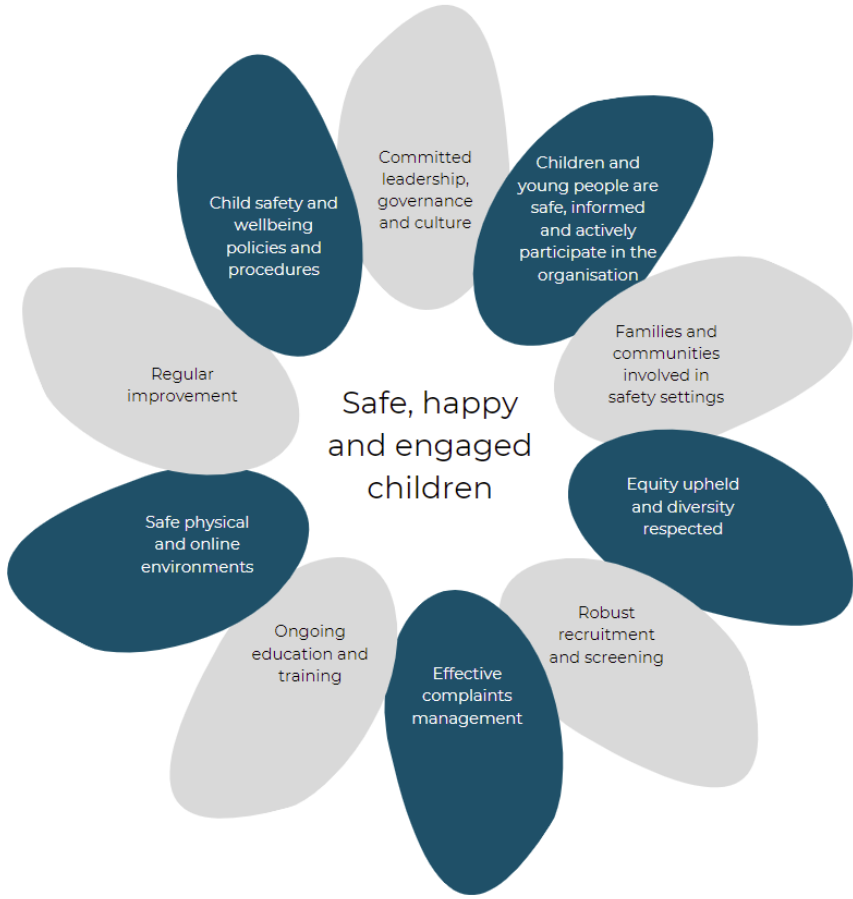 Committed
leadership,
governance
and culture
Children and
young people are
safe, informed
and actively
participate in the
organisation
Families and
communities
involved in
safety settings
Equity upheld
and diversity
respected
Robust
recruitment
and screening
Effective
complaints
management
Ongoing
education and
training
Safe physical
and online
environments
Regular
improvement
Child safety and
wellbeing
policies and
procedures
Safe, happy
and engaged
children